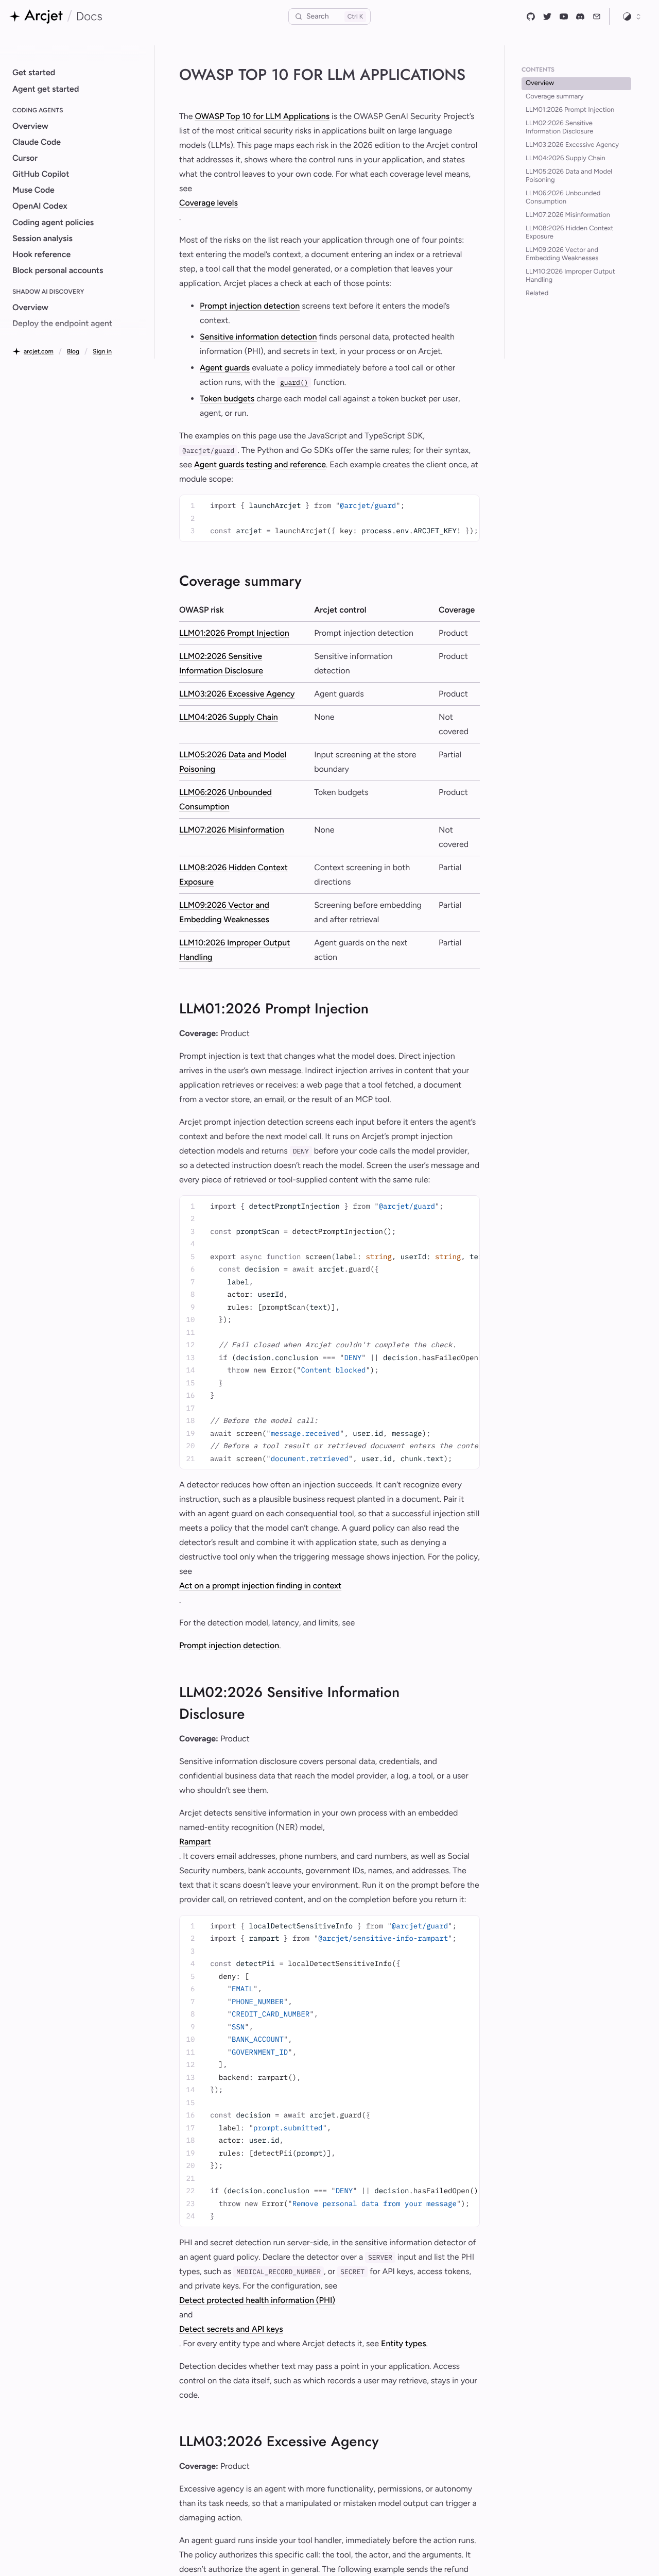 Arcjet / Docs
Search Ctrl K
Get started
Agent get started
CODING AGENTS
Overview
Claude Code
Cursor
GitHub Copilot
Muse Code
OpenAI Codex
Coding agent policies
Session analysis
Hook reference
Block personal accounts
SHADOW AI DISCOVERY
Overview
Deploy the endpoint agent
arcjet.com / Blog / Sign in
OWASP TOP 10 FOR LLM APPLICATIONS
The OWASP Top 10 for LLM Applications is the OWASP GenAI Security Project's
list of the most critical security risks in applications built on large language
models (LLMs). This page maps each risk in the 2026 edition to the Arcjet control
that addresses it, shows where the control runs in your application, and states
what the control leaves to your own code. For what each coverage level means,
see
Coverage levels
.
Most of the risks on the list reach your application through one of four points:
text entering the model's context, a document at the ingestion or a retrieval
step, a tool call that the model generated, or a completion that leaves your
application. Arcjet places a check at each of those points:
Prompt injection detection screens text before it enters the model's
context.
Sensitive information detection finds personal data, protected health
information (PHI), and secrets in text, in your process or on Arcjet.
Agent guards evaluate a policy immediately before a tool call or other
action runs, with the guard() function.
Token budgets charge each model call against a token bucket per user,
agent, or run.
The examples on this page use the JavaScript and TypeScript SDK,
@arcjet/guard . The Python and Go SDKs offer the same rules; for their syntax,
see Agent guards testing and reference. Each example creates the client once, at
module scope:
1 import { launchArcjet } from "@arcjet/guard";
2
3 const arcjet = launchArcjet({ key: process.env.ARCJET_KEY! });
Coverage summary
OWASP risk Arcjet control Coverage
LLM01:2026 Prompt Injection Prompt injection detection Product
LLM02:2026 Sensitive Information Disclosure Sensitive information detection Product
LLM03:2026 Excessive Agency Agent guards Product
LLM04:2026 Supply Chain None Not covered
LLM05:2026 Data and Model Poisoning Input screening at the store boundary Partial
LLM06:2026 Unbounded Consumption Token budgets Product
LLM07:2026 Misinformation None Not covered
LLM08:2026 Hidden Context Exposure Context screening in both directions Partial
LLM09:2026 Vector and Embedding Weaknesses Screening before embedding and after retrieval Partial
LLM10:2026 Improper Output Handling Agent guards on the next action Partial
LLM01:2026 Prompt Injection
Coverage: Product
Prompt injection is text that changes what the model does. Direct injection
arrives in the user's own message. Indirect injection arrives in content that your
application retrieves or receives: a web page that a tool fetched, a document
from a vector store, an email, or the result of an MCP tool.
Arcjet prompt injection detection screens each input before it enters the agent's
context and before the next model call. It runs on Arcjet's prompt injection
detection models and returns DENY before your code calls the model provider,
so a detected instruction doesn't reach the model. Screen the user's message and
every piece of retrieved or tool-supplied content with the same rule:
1 import { detectPromptInjection } from "@arcjet/guard";
2
3 const promptScan = detectPromptInjection();
4
5 export async function screen(label: string, userId: string, te
6 const decision = await arcjet.guard({
7 label,
8 actor: userId,
9 rules: [promptScan(text)],
10 });
11
12 // Fail closed when Arcjet couldn't complete the check.
13 if (decision.conclusion === "DENY" || decision.hasFailedOpen
14 throw new Error("Content blocked");
15 }
16 }
17
18 // Before the model call:
19 await screen("message.received", user.id, message);
20 // Before a tool result or retrieved document enters the conte
21 await screen("document.retrieved", user.id, chunk.text);
A detector reduces how often an injection succeeds. It can't recognize every
instruction, such as a plausible business request planted in a document. Pair it
with an agent guard on each consequential tool, so that a successful injection still
meets a policy that the model can't change. A guard policy can also read the
detector's result and combine it with application state, such as denying a
destructive tool only when the triggering message shows injection. For the policy,
see
Act on a prompt injection finding in context
.
For the detection model, latency, and limits, see
Prompt injection detection.
LLM02:2026 Sensitive Information
Disclosure
Coverage: Product
Sensitive information disclosure covers personal data, credentials, and
confidential business data that reach the model provider, a log, a tool, or a user
who shouldn't see them.
Arcjet detects sensitive information in your own process with an embedded
named-entity recognition (NER) model,
Rampart
. It covers email addresses, phone numbers, and card numbers, as well as Social
Security numbers, bank accounts, government IDs, names, and addresses. The
text that it scans doesn't leave your environment. Run it on the prompt before the
provider call, on retrieved content, and on the completion before you return it:
1 import { localDetectSensitiveInfo } from "@arcjet/guard";
2 import { rampart } from "@arcjet/sensitive-info-rampart";
3
4 const detectPii = localDetectSensitiveInfo({
5 deny: [
6 "EMAIL",
7 "PHONE_NUMBER",
8 "CREDIT_CARD_NUMBER",
9 "SSN",
10 "BANK_ACCOUNT",
11 "GOVERNMENT_ID",
12 ],
13 backend: rampart(),
14 });
15
16 const decision = await arcjet.guard({
17 label: "prompt.submitted",
18 actor: user.id,
19 rules: [detectPii(prompt)],
20 });
21
22 if (decision.conclusion === "DENY" || decision.hasFailedOpen()
23 throw new Error("Remove personal data from your message");
24 }
PHI and secret detection run server-side, in the sensitive information detector of
an agent guard policy. Declare the detector over a SERVER input and list the PHI
types, such as MEDICAL_RECORD_NUMBER , or SECRET for API keys, access tokens,
and private keys. For the configuration, see
Detect protected health information (PHI)
and
Detect secrets and API keys
. For every entity type and where Arcjet detects it, see Entity types.
Detection decides whether text may pass a point in your application. Access
control on the data itself, such as which records a user may retrieve, stays in your
code.
LLM03:2026 Excessive Agency
Coverage: Product
Excessive agency is an agent with more functionality, permissions, or autonomy
than its task needs, so that a manipulated or mistaken model output can trigger a
damaging action.
An agent guard runs inside your tool handler, immediately before the action runs.
The policy authorizes this specific call: the tool, the actor, and the arguments. It
doesn't authorize the agent in general. The following example sends the refund
CONTENTS
Overview
Coverage summary
LLM01:2026 Prompt Injection
LLM02:2026 Sensitive
Information Disclosure
LLM03:2026 Excessive Agency
LLM04:2026 Supply Chain
LLM05:2026 Data and Model
Poisoning
LLM06:2026 Unbounded
Consumption
LLM07:2026 Misinformation
LLM08:2026 Hidden Context
Exposure
LLM09:2026 Vector and
Embedding Weaknesses
LLM10:2026 Improper Output
Handling
Related